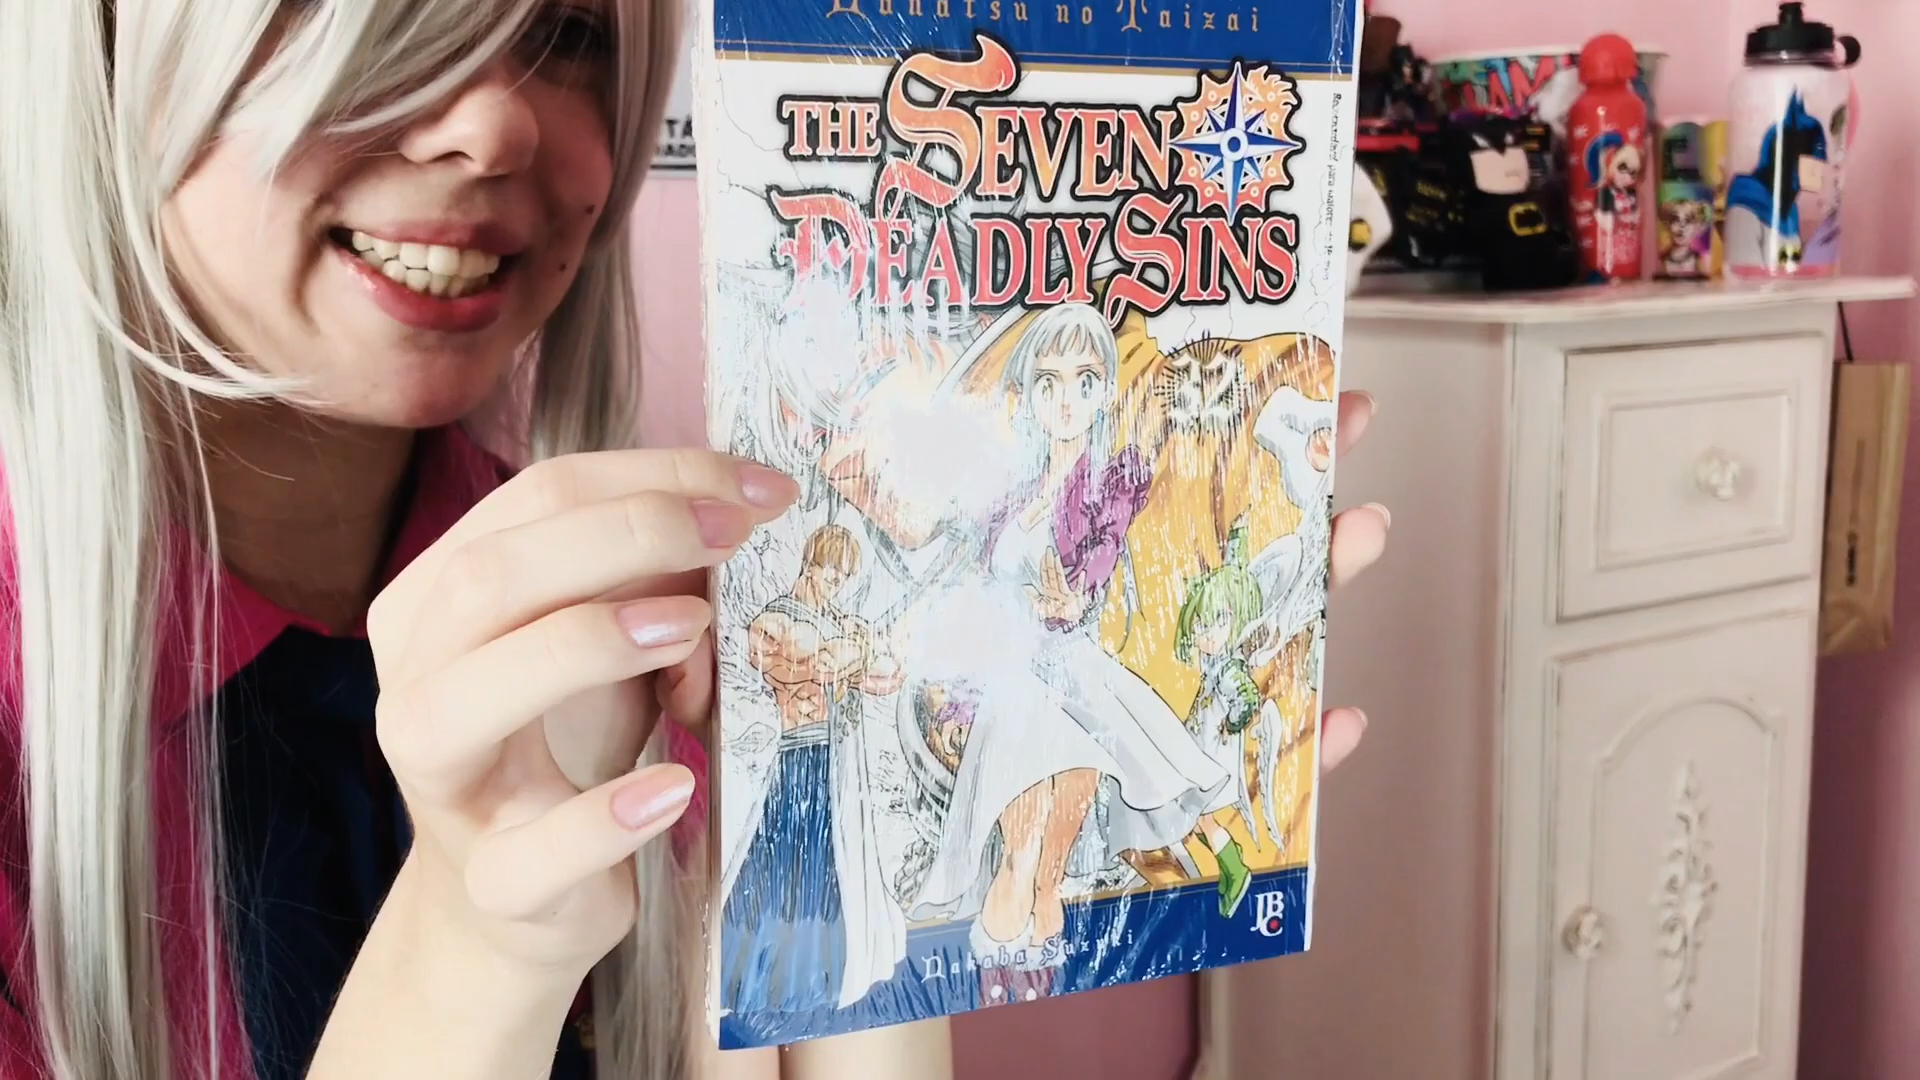 Nanatsu no Taizai
THE SEVEN
DEADLY SINS
32
Nakaba Suzuki
JBC